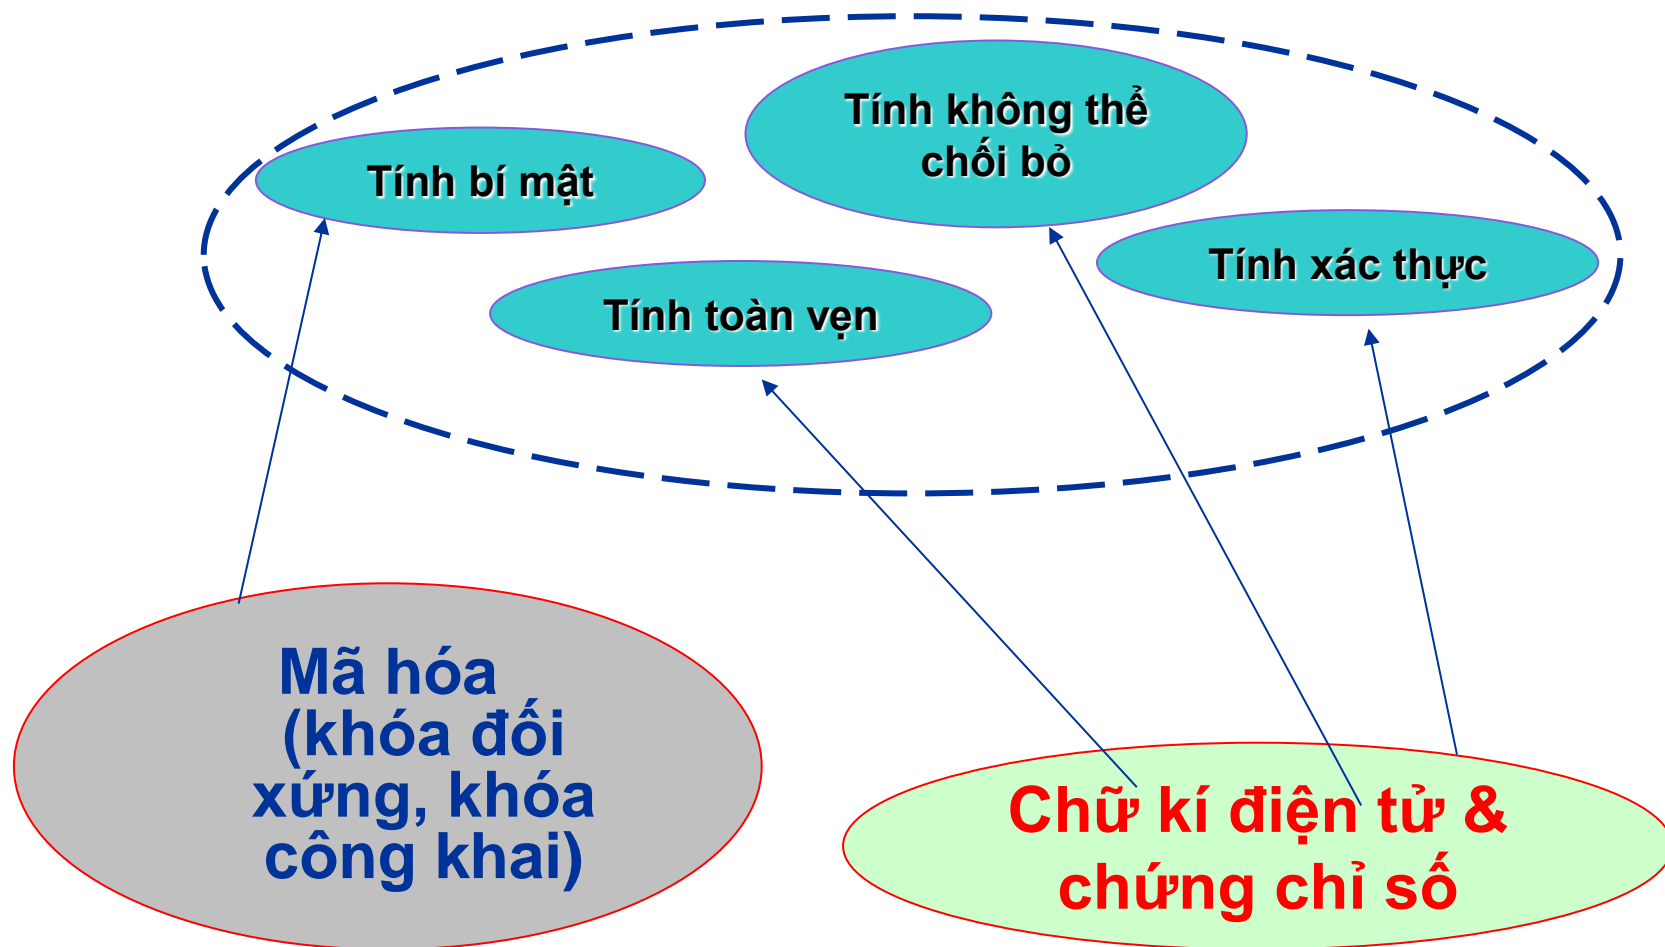 Tính không thể
chối bỏ
Tính bí mật
Tính xác thực
Tính toàn vẹn
Mã hóa
(khóa đối
xứng, khóa
công khai)
Chữ kí điện tử &
chứng chỉ số